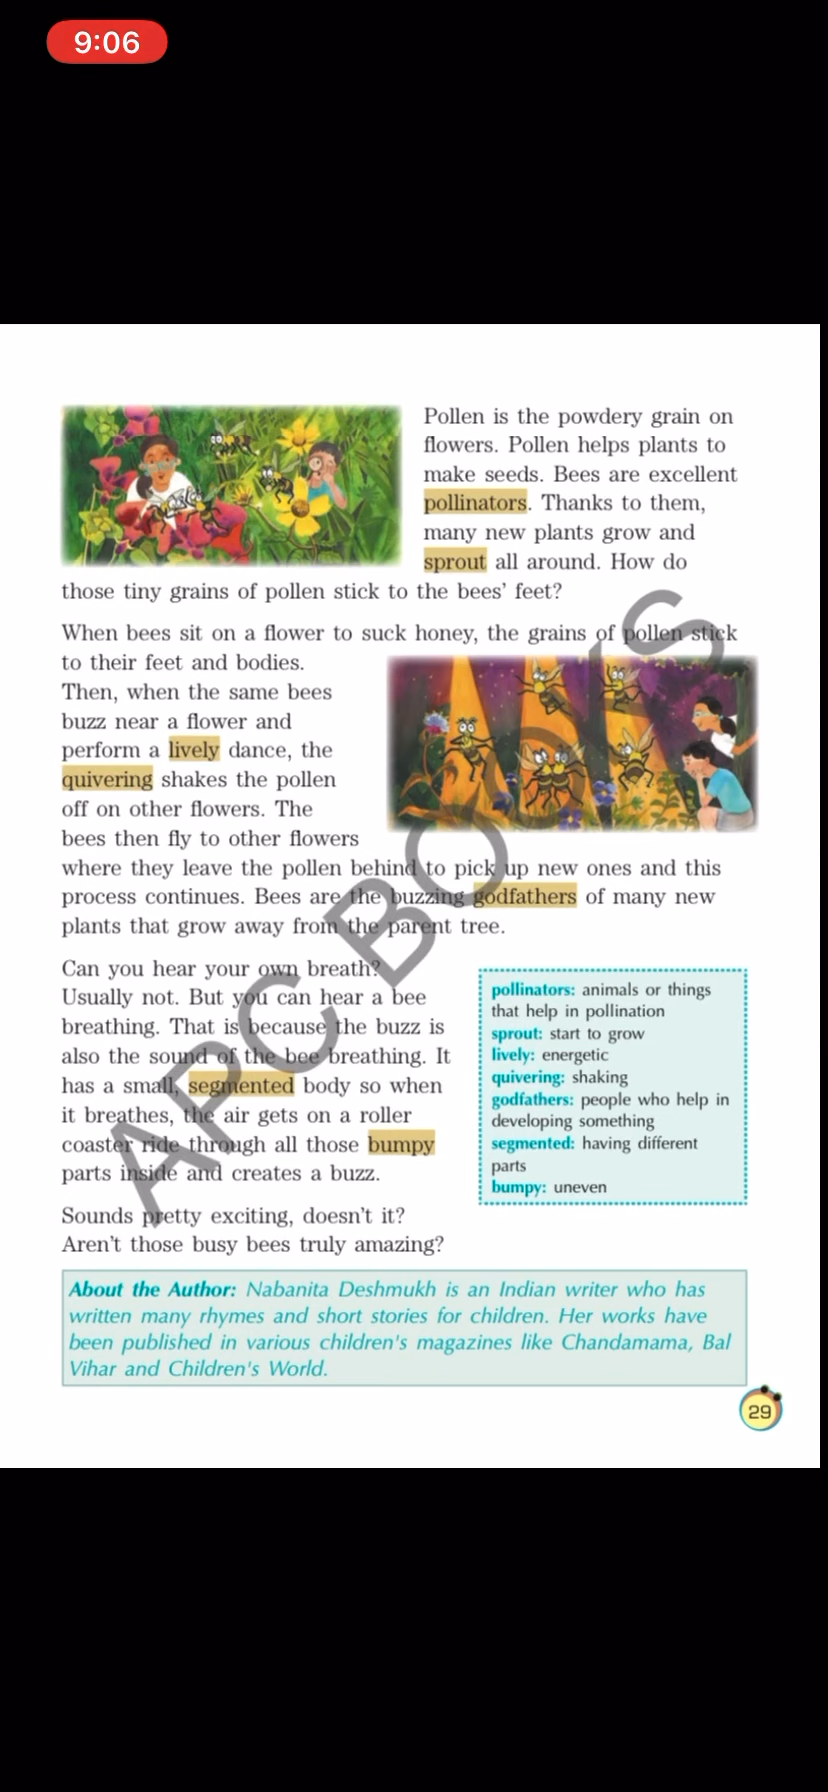 9:06
Pollen is the powdery grain on
flowers. Pollen helps plants to
make seeds. Bees are excellent
pollinators. Thanks to them,
many new plants grow and
sprout all around. How do
those tiny grains of pollen stick to the bees' feet?
When bees sit on a flower to suck honey, the grains of pollen stick
to their feet and bodies.
Then, when the same bees
buzz near a flower and
perform a lively dance, the
quivering shakes the pollen
off on other flowers. The
bees then fly to other flowers
where they leave the pollen behind to pick up new ones and this
process continues. Bees are the buzzing godfathers of many new
plants that grow away from the parent tree.
Can you hear your own breath?
Usually not. But you can hear a bee
breathing. That is because the buzz is
also the sound of the bee breathing. It
has a small, segmented body so when
it breathes, the air gets on a roller
coaster ride through all those bumpy
parts inside and creates a buzz.
Sounds pretty exciting, doesn't it?
Aren't those busy bees truly amazing?
pollinators: animals or things
that help in pollination
sprout: start to grow
lively: energetic
quivering: shaking
godfathers: people who help in
developing something
segmented: having different
parts
bumpy: uneven
About the Author: Nabanita Deshmukh is an Indian writer who has
written many rhymes and short stories for children. Her works have
been published in various children's magazines like Chandamama, Bal
Vihar and Children's World.
29
APC BOOKS